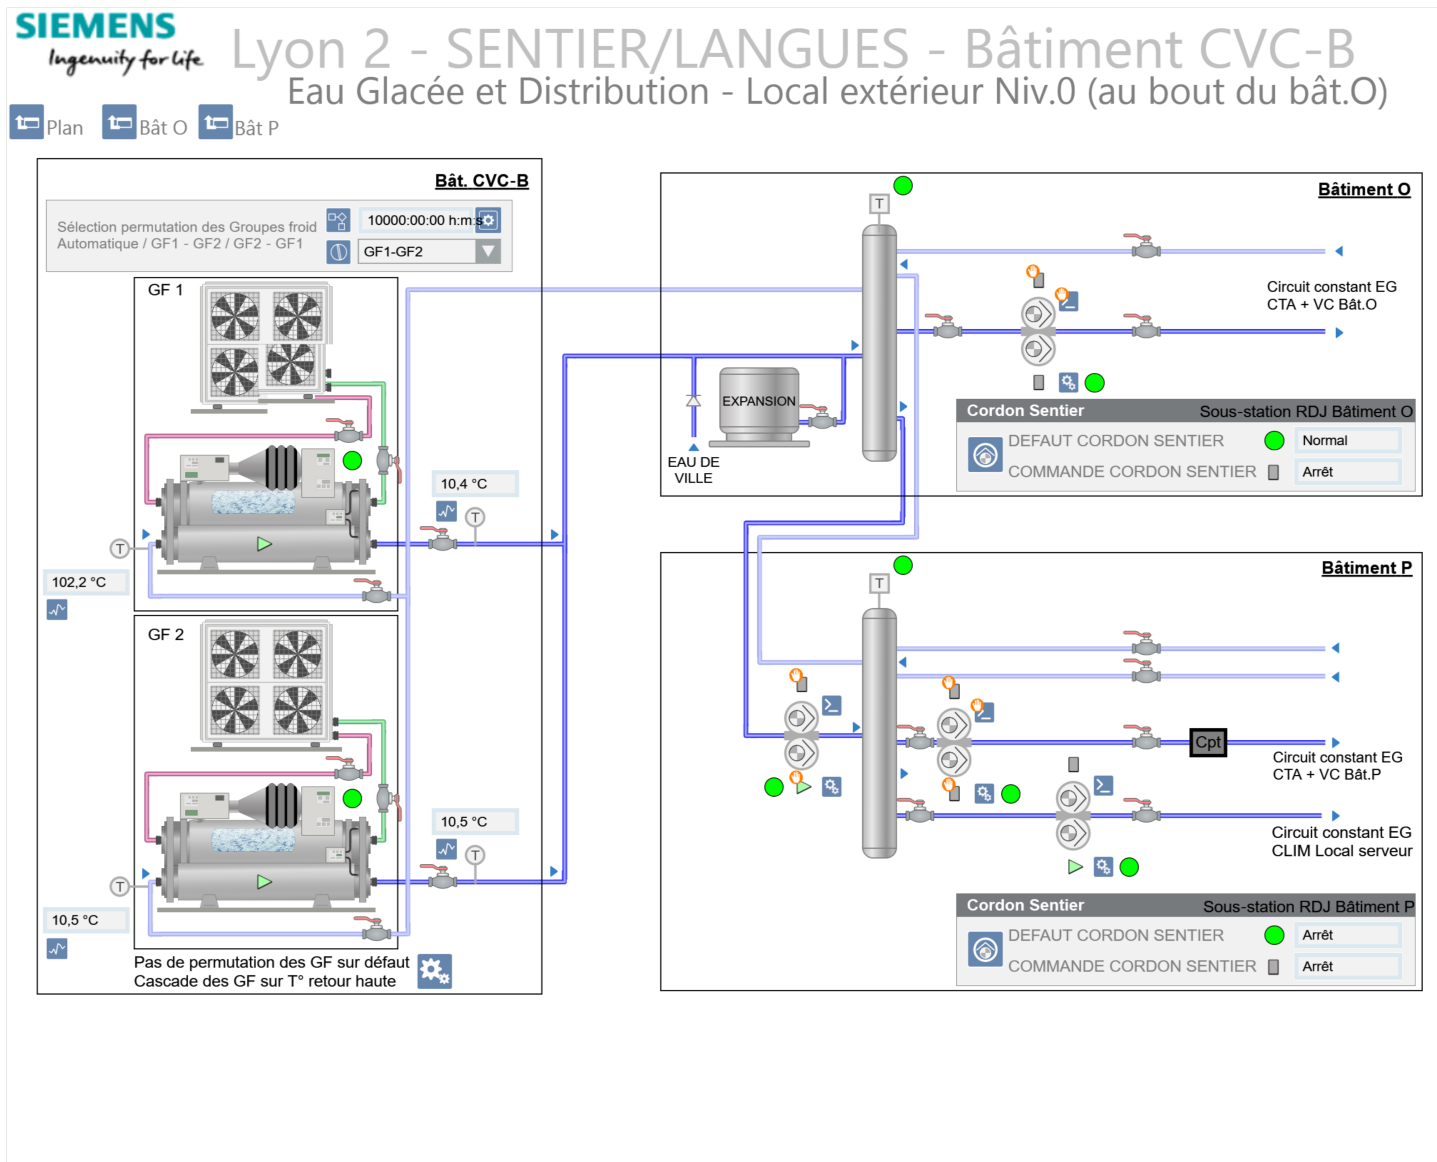 SIEMENS
Ingenuity for life
Lyon 2 - SENTIER/LANGUES - Bâtiment CVC-B
Eau Glacée et Distribution - Local extérieur Niv.0 (au bout du bât.O)
Plan
Bât O
Bât P
Bât. CVC-B
Sélection permutation des Groupes froid
Automatique / GF1 - GF2 / GF2 - GF1
10000:00:00 h:m:s
GF1-GF2
GF 1
10,4 °C
T
T
102,2 °C
GF 2
10,5 °C
T
T
10,5 °C
Pas de permutation des GF sur défaut
Cascade des GF sur T° retour haute
Bâtiment O
T
Circuit constant EG
CTA + VC Bât.O
EXPANSION
EAU DE
VILLE
Cordon Sentier
Sous-station RDJ Bâtiment O
DEFAUT CORDON SENTIER
Normal
COMMANDE CORDON SENTIER
Arrêt
Bâtiment P
T
Cpt
Circuit constant EG
CTA + VC Bât.P
Circuit constant EG
CLIM Local serveur
Cordon Sentier
Sous-station RDJ Bâtiment P
DEFAUT CORDON SENTIER
Arrêt
COMMANDE CORDON SENTIER
Arrêt